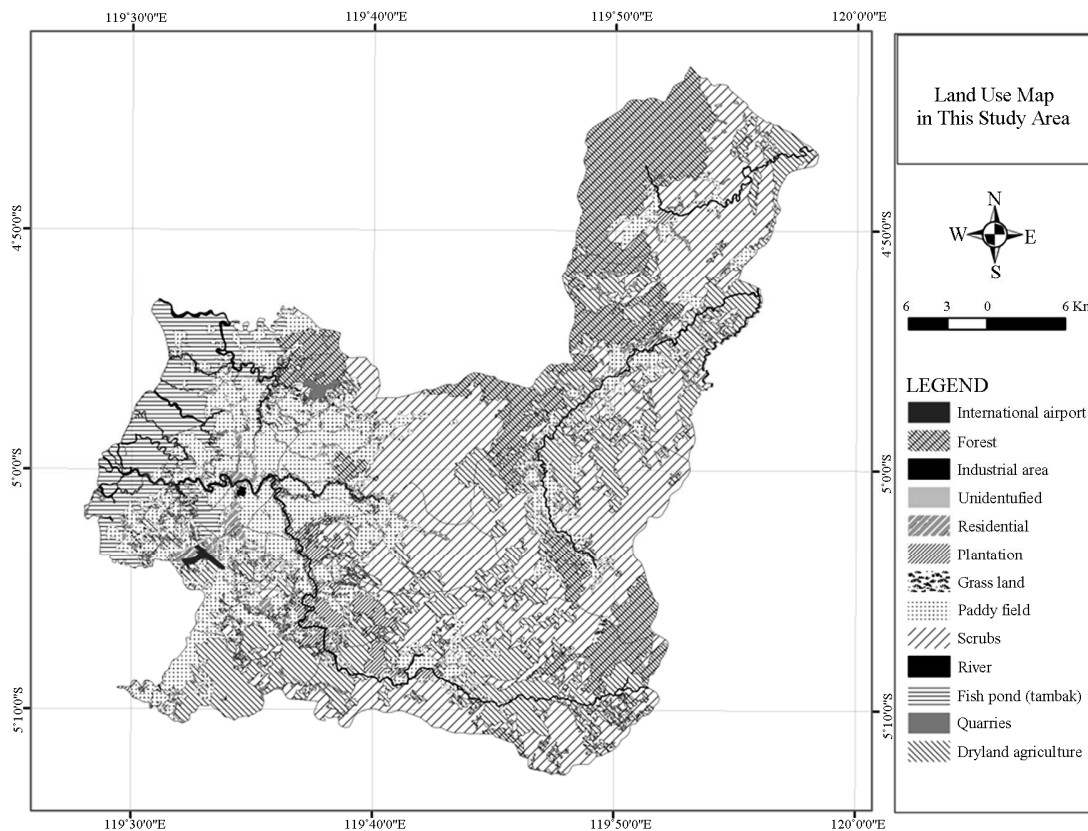 119˚30'0"E
119˚40'0"E
119˚50'0"E
120˚0'0"E
4˚50'0"S
5˚0'0"S
5˚10'0"S
4˚50'0"S
5˚0'0"S
5˚10'0"S
119˚30'0"E
119˚40'0"E
119˚50'0"E
120˚0'0"E
Land Use Map
in This Study Area
N
W E
S
6 3 0 6 Km
LEGEND
International airport
Forest
Industrial area
Unidentufied
Residential
Plantation
Grass land
Paddy field
Scrubs
River
Fish pond (tambak)
Quarries
Dryland agriculture